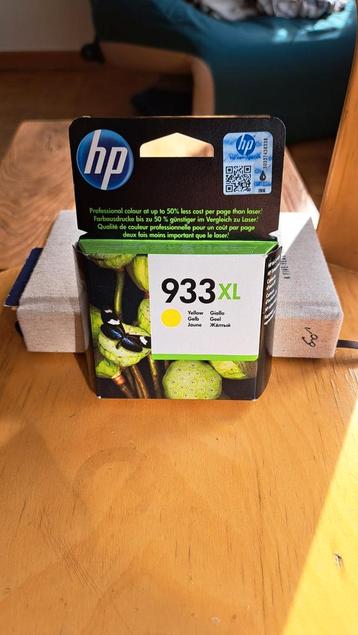 hp
hp
Professional colour at up to 50% less cost per page than laser!
Farbausdrucke bis zu 50 % günstiger im Vergleich zu Laser!
Qualité de couleur professionnelle pour un coût par page
deux fois moins important que le laser!
933XL
Yellow Giallo
Gelb Geel
Jaune Жёлтый